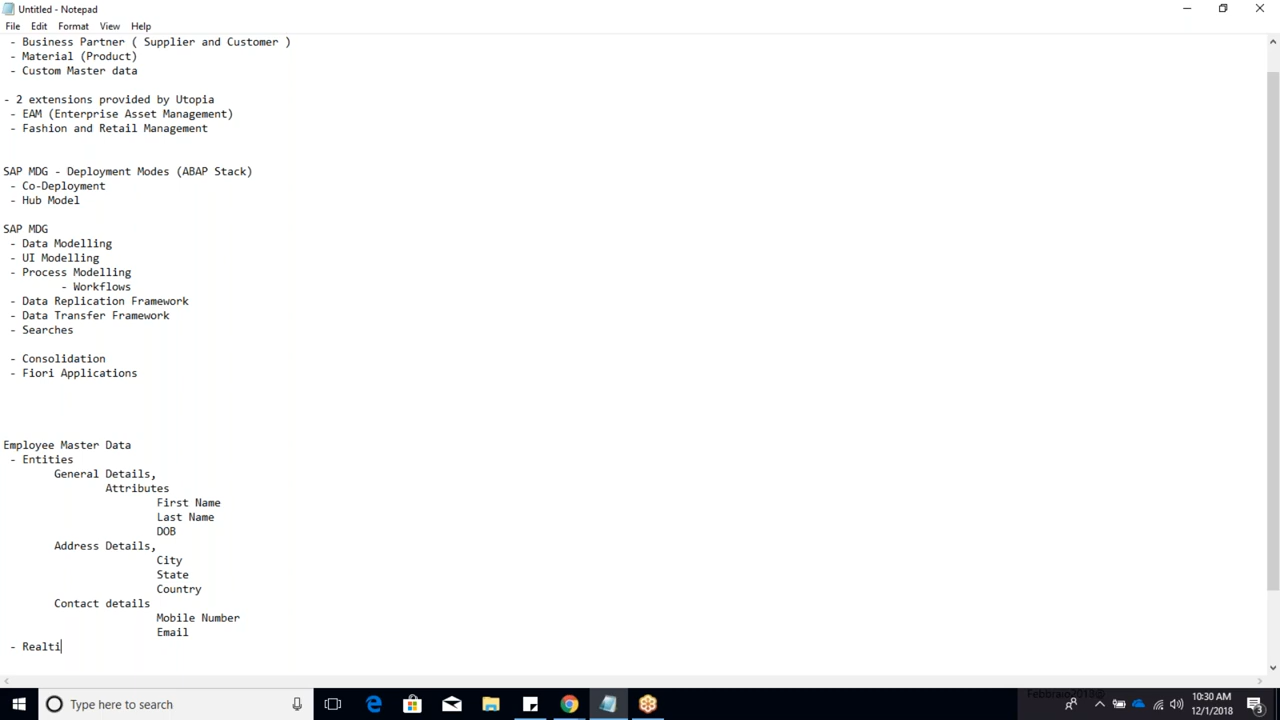 Untitled - Notepad
File Edit Format View Help
- Business Partner ( Supplier and Customer )
- Material (Product)
- Custom Master data
- 2 extensions provided by Utopia
- EAM (Enterprise Asset Management)
- Fashion and Retail Management
SAP MDG - Deployment Modes (ABAP Stack)
- Co-Deployment
- Hub Model
SAP MDG
- Data Modelling
- UI Modelling
- Process Modelling
- Workflows
- Data Replication Framework
- Data Transfer Framework
- Searches
- Consolidation
- Fiori Applications
Employee Master Data
- Entities
General Details,
Attributes
First Name
Last Name
DOB
Address Details,
City
State
Country
Contact details
Mobile Number
Email
- Realti
Type here to search
10:30 AM
12/1/2018
3